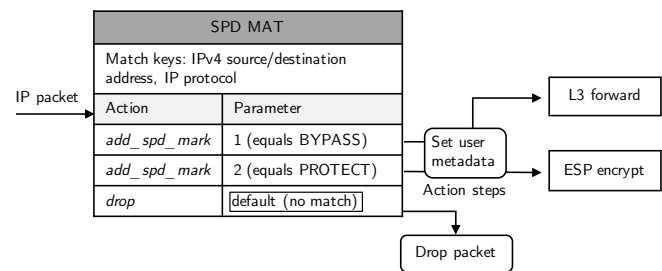 SPD MAT
Match keys: IPv4 source/destination
address, IP protocol
IP packet
Action Parameter
add_spd_mark 1 (equals BYPASS)
add_spd_mark 2 (equals PROTECT)
drop default (no match)
Set user
metadata
Action steps
L3 forward
ESP encrypt
Drop packet